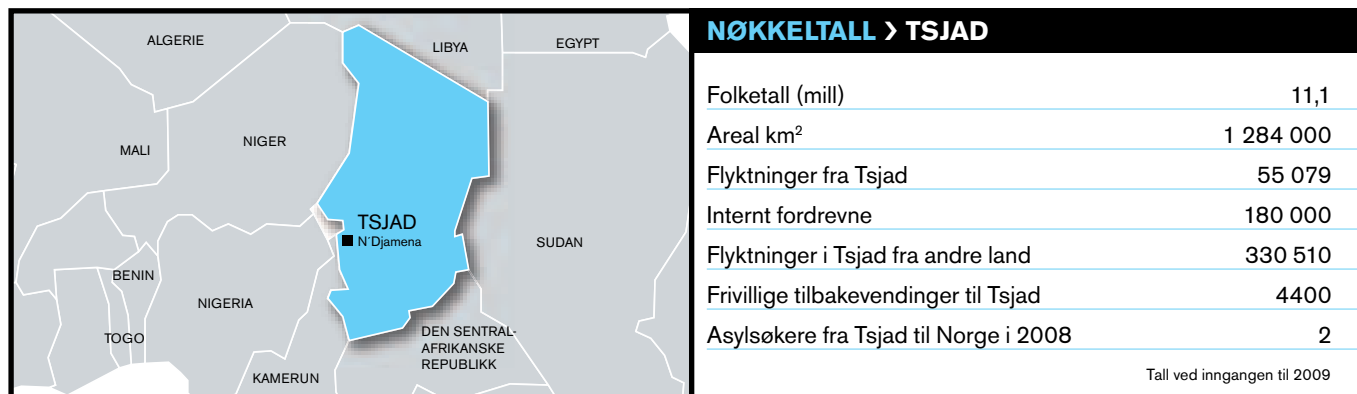 ALGERIE
LIBYA
EGYPT
MALI
NIGER
TSJAD
N´Djamena
SUDAN
BENIN
NIGERIA
TOGO
DEN SENTRAL-
AFRIKANSKE
REPUBLIKK
KAMERUN
NØKKELTALL › TSJAD
Folketall (mill) 11,1
Areal km² 1 284 000
Flyktninger fra Tsjad 55 079
Internt fordrevne 180 000
Flyktninger i Tsjad fra andre land 330 510
Frivillige tilbakevendinger til Tsjad 4400
Asylsøkere fra Tsjad til Norge i 2008 2
Tall ved inngangen til 2009